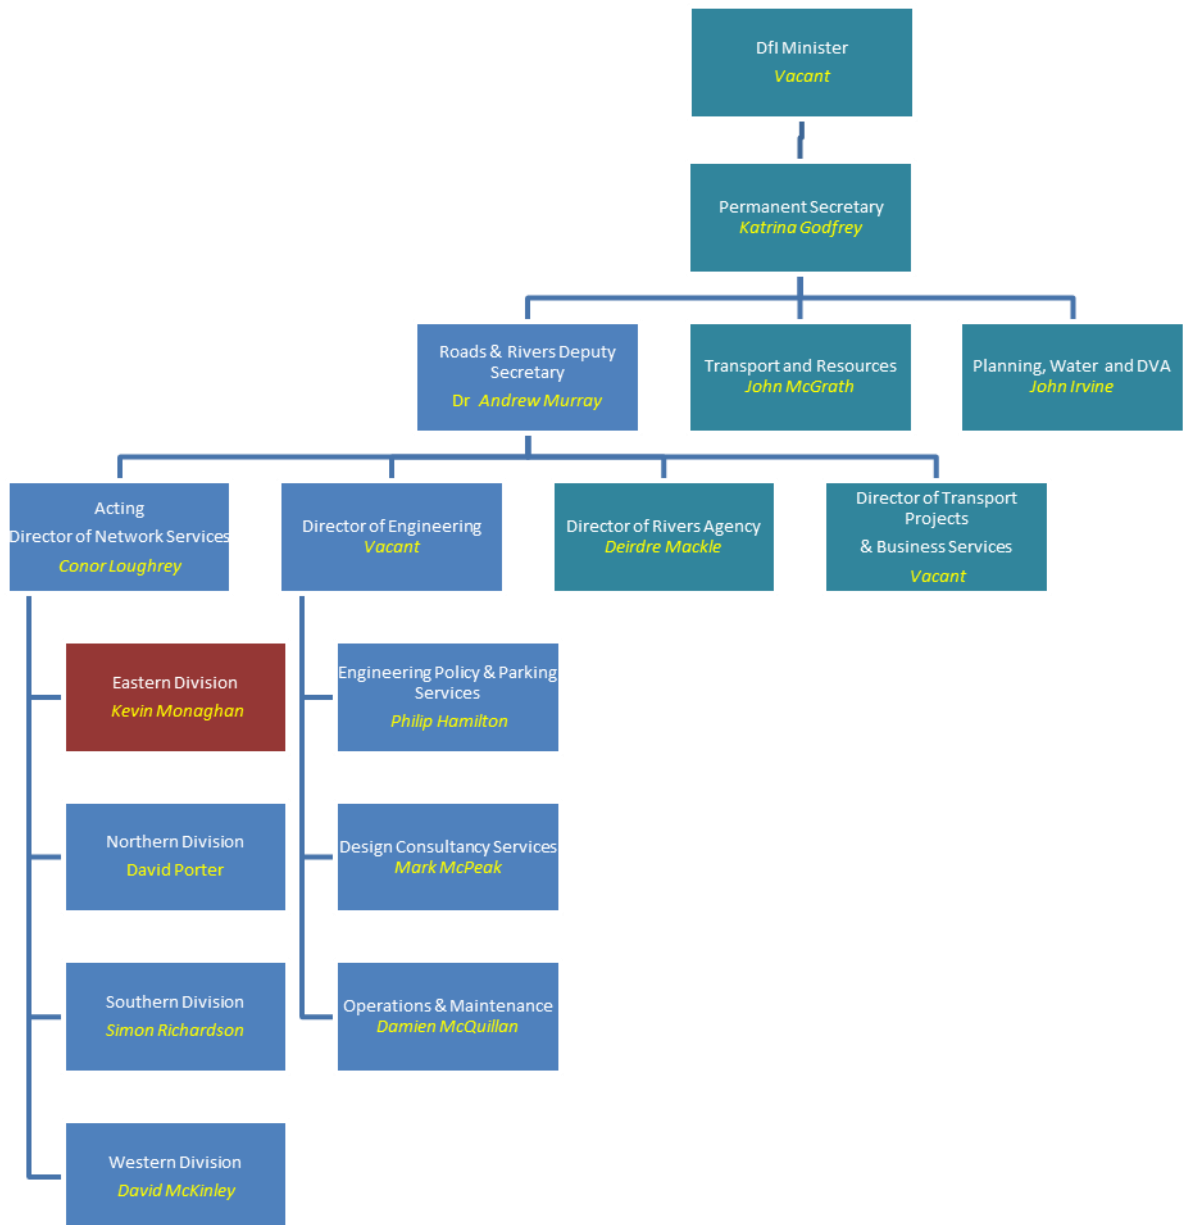 DfI Minister
Vacant
Permanent Secretary
Katrina Godfrey
Roads & Rivers Deputy
Secretary
Dr Andrew Murray
Transport and Resources
John McGrath
Planning, Water and DVA
John Irvine
Acting
Director of Network Services
Conor Loughrey
Director of Engineering
Vacant
Director of Rivers Agency
Deirdre Mackle
Director of Transport
Projects
& Business Services
Vacant
Eastern Division
Kevin Monaghan
Engineering Policy & Parking
Services
Philip Hamilton
Northern Division
David Porter
Design Consultancy Services
Mark McPeak
Southern Division
Simon Richardson
Operations & Maintenance
Damien McQuillan
Western Division
David McKinley